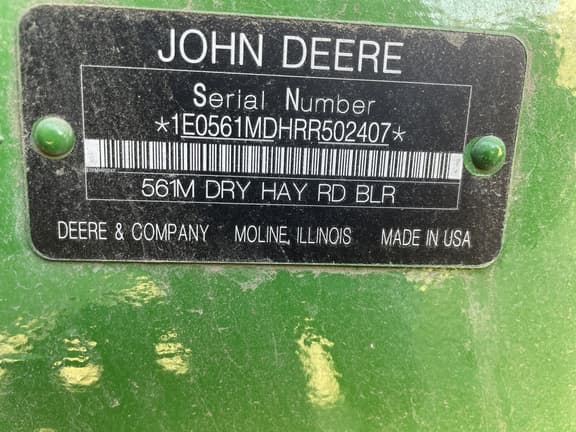 JOHN DEERE
Serial Number
*1E0561MDHRR502407*
561M DRY HAY RD BLR
DEERE & COMPANY MOLINE, ILLINOIS MADE IN USA